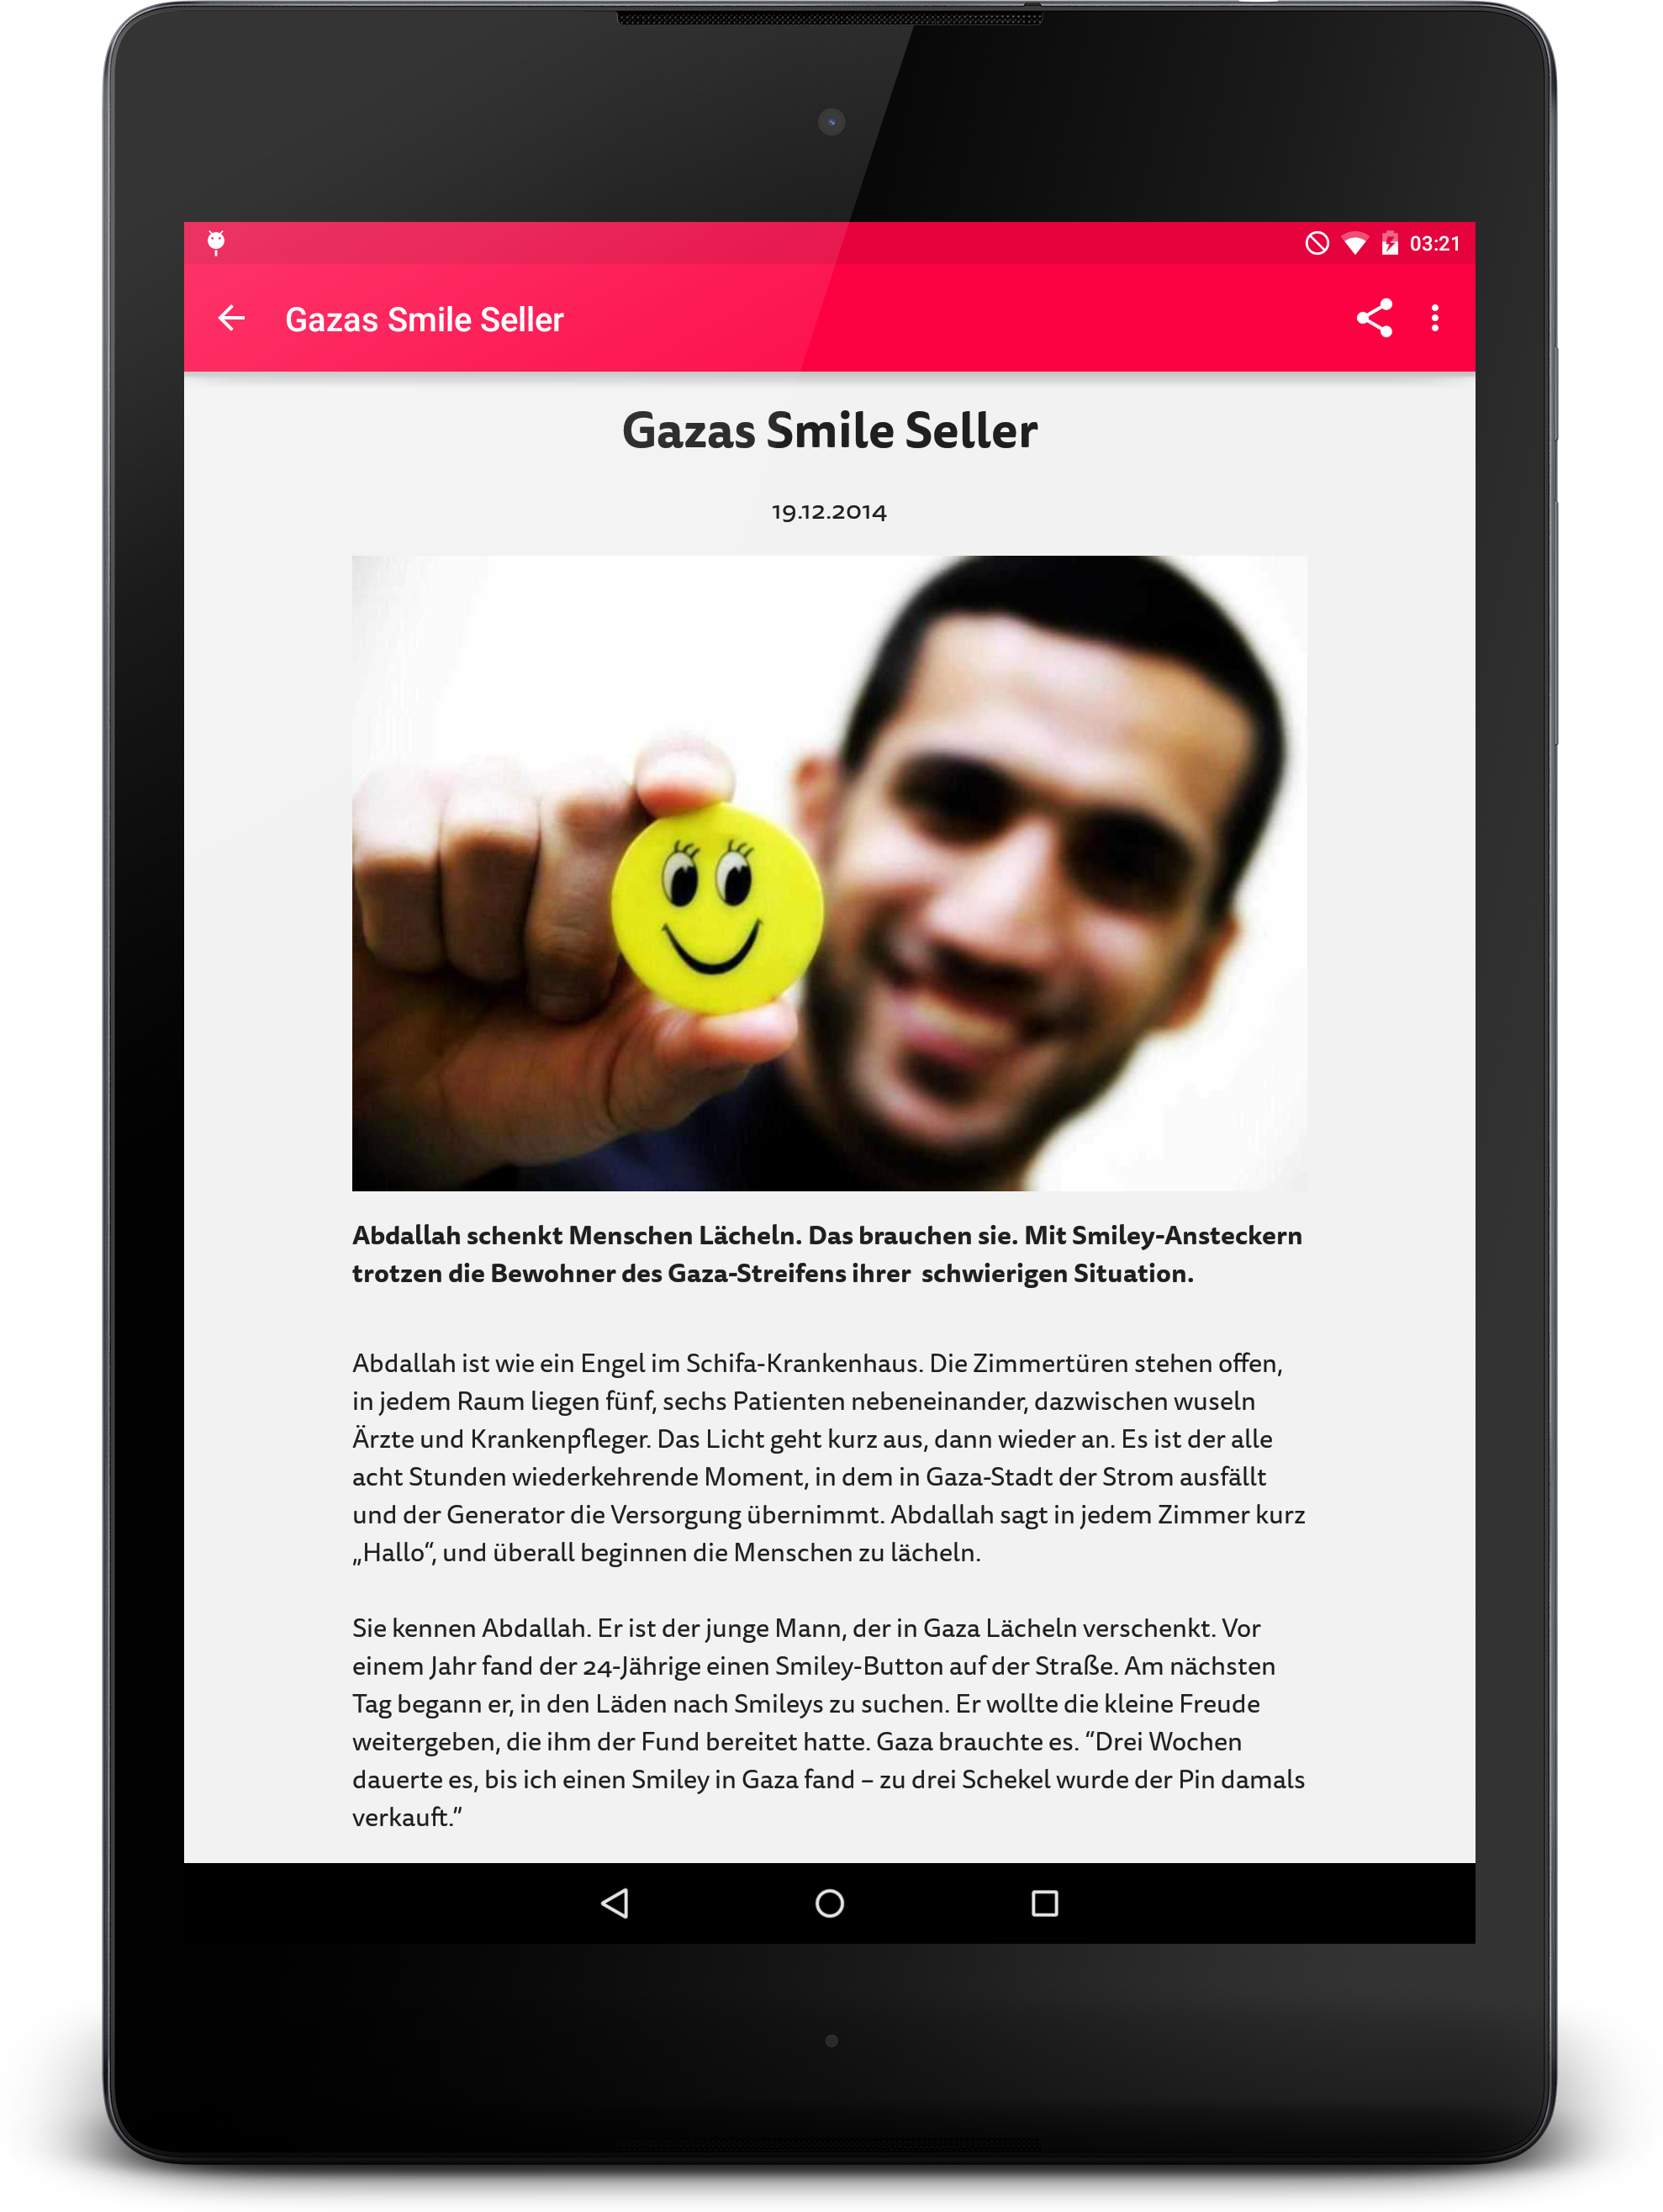 03:21
Gazas Smile Seller
Gazas Smile Seller
19.12.2014
Abdallah schenkt Menschen Lächeln. Das brauchen sie. Mit Smiley-Ansteckern
trotzen die Bewohner des Gaza-Streifens ihrer  schwierigen Situation.
Abdallah ist wie ein Engel im Schifa-Krankenhaus. Die Zimmertüren stehen offen,
in jedem Raum liegen fünf, sechs Patienten nebeneinander, dazwischen wuseln
Ärzte und Krankenpfleger. Das Licht geht kurz aus, dann wieder an. Es ist der alle
acht Stunden wiederkehrende Moment, in dem in Gaza-Stadt der Strom ausfällt
und der Generator die Versorgung übernimmt. Abdallah sagt in jedem Zimmer kurz
„Hallo“, und überall beginnen die Menschen zu lächeln.
Sie kennen Abdallah. Er ist der junge Mann, der in Gaza Lächeln verschenkt. Vor
einem Jahr fand der 24-Jährige einen Smiley-Button auf der Straße. Am nächsten
Tag begann er, in den Läden nach Smileys zu suchen. Er wollte die kleine Freude
weitergeben, die ihm der Fund bereitet hatte. Gaza brauchte es. “Drei Wochen
dauerte es, bis ich einen Smiley in Gaza fand – zu drei Schekel wurde der Pin damals
verkauft.”